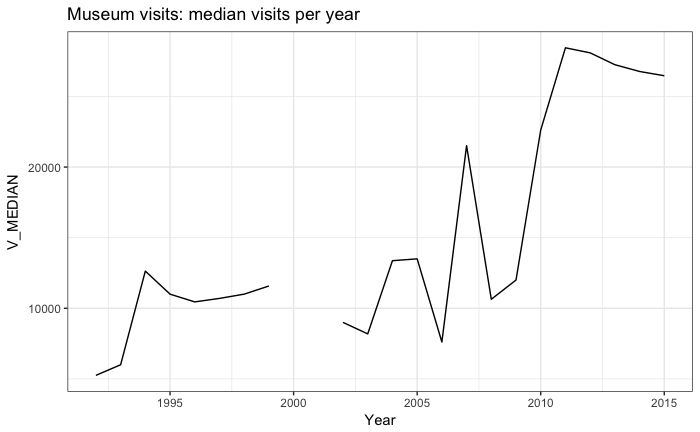 Museum visits: median visits per year
V_MEDIAN
20000
10000
1995 2000 2005 2010 2015
Year